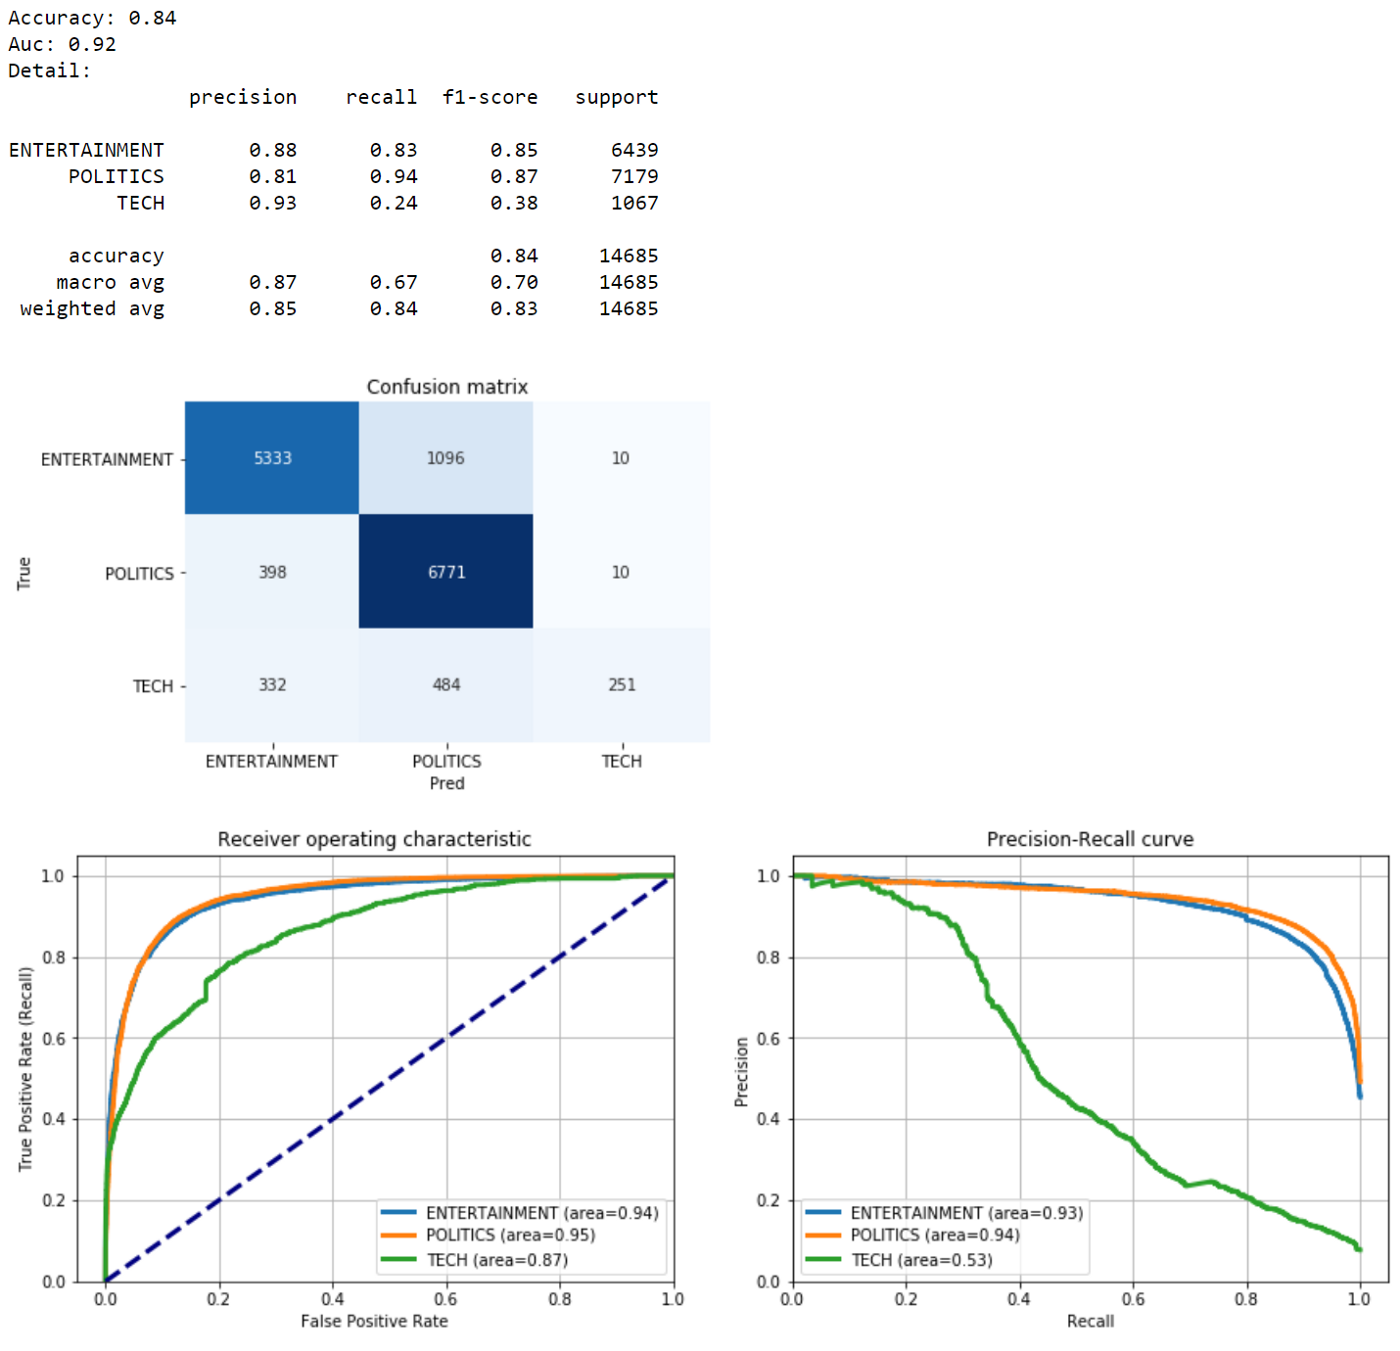 Accuracy: 0.84
Auc: 0.92
Detail:
precision recall f1-score support
ENTERTAINMENT 0.88 0.83 0.85 6439
POLITICS 0.81 0.94 0.87 7179
TECH 0.93 0.24 0.38 1067
accuracy 0.84 14685
macro avg 0.87 0.67 0.70 14685
weighted avg 0.85 0.84 0.83 14685
Confusion matrix
ENTERTAINMENT 5333 1096 10
POLITICS 398 6771 10
TECH 332 484 251
True
ENTERTAINMENT POLITICS TECH
Pred
Receiver operating characteristic
1.0
0.8
0.6
0.4
0.2
0.0
True Positive Rate (Recall)
ENTERTAINMENT (area=0.94)
POLITICS (area=0.95)
TECH (area=0.87)
0.0 0.2 0.4 0.6 0.8 1.0
False Positive Rate
Precision-Recall curve
1.0
0.8
0.6
0.4
0.2
0.0
Precision
ENTERTAINMENT (area=0.93)
POLITICS (area=0.94)
TECH (area=0.53)
0.0 0.2 0.4 0.6 0.8 1.0
Recall